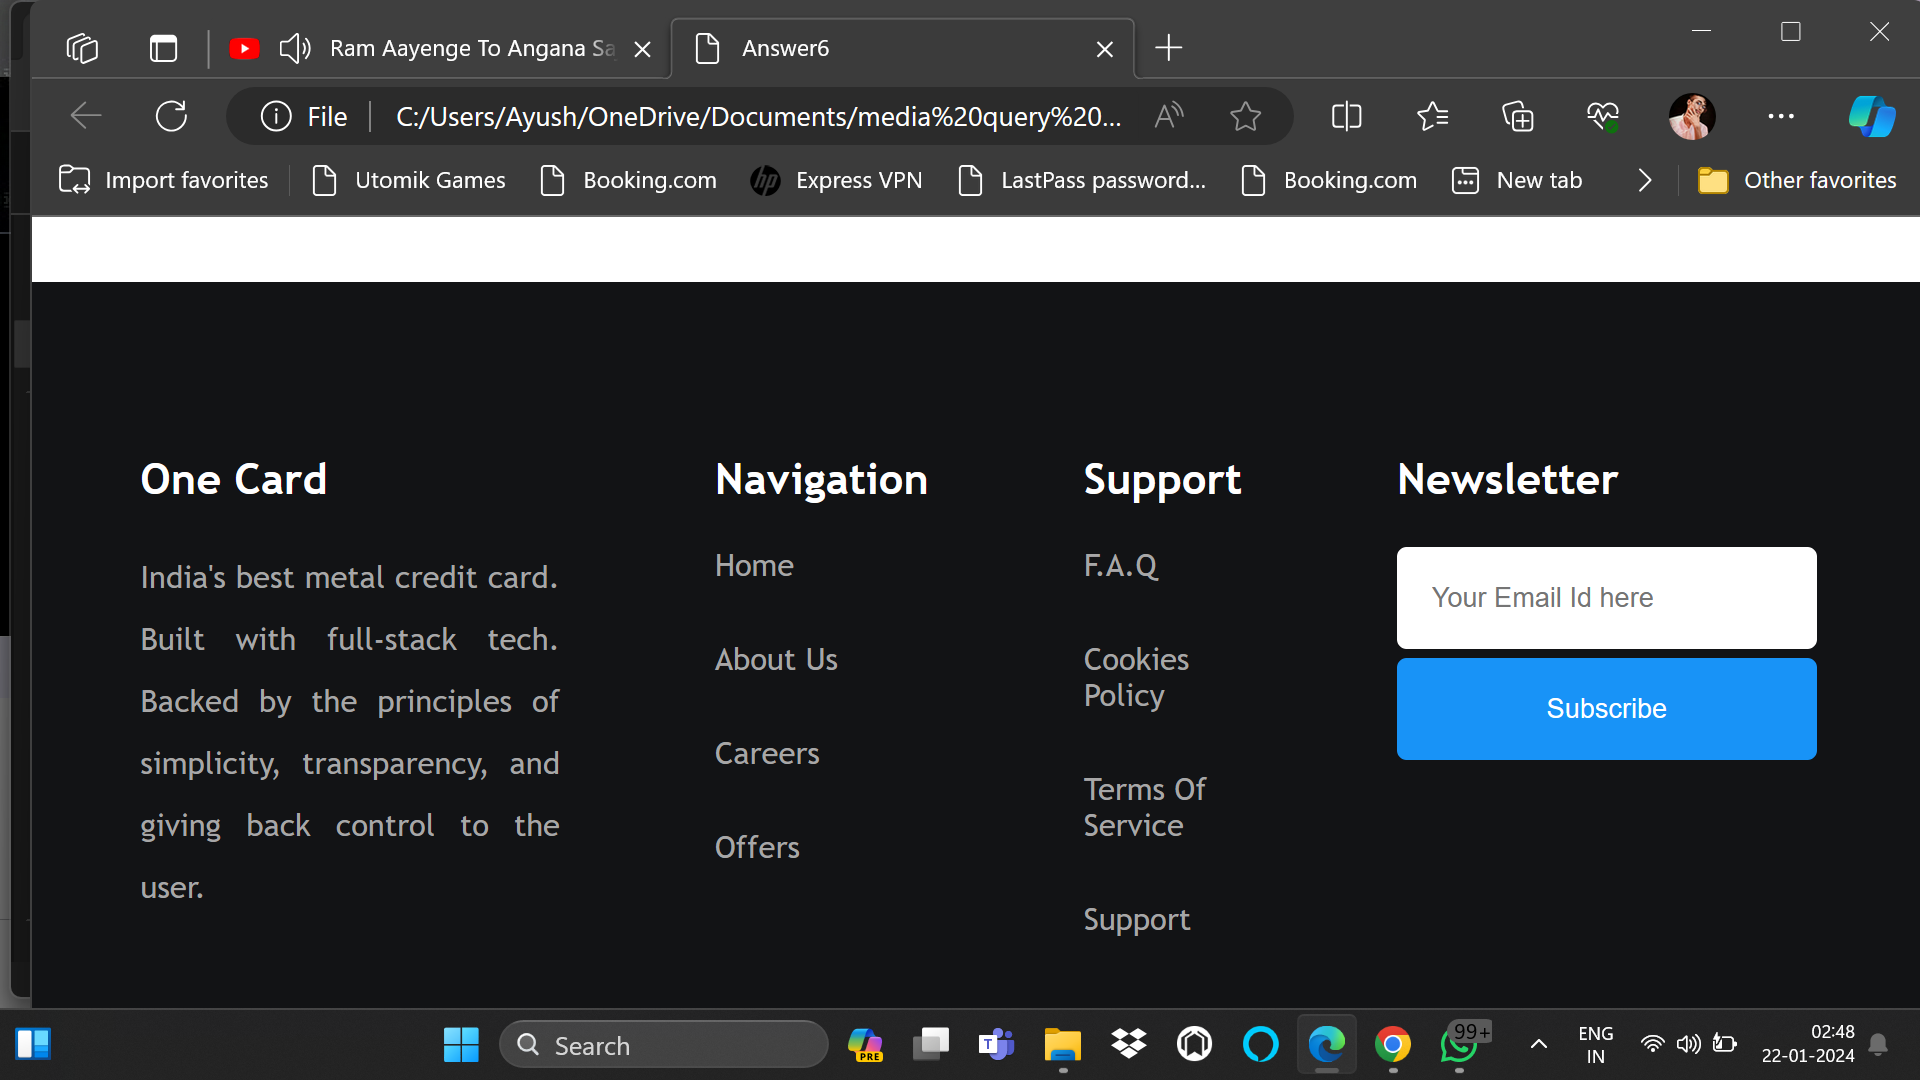 Ram Aayenge To Angana Sa
Answer6
File
C:/Users/Ayush/OneDrive/Documents/media%20query%20...
Import favorites
Utomik Games
Booking.com
hp
Express VPN
LastPass password...
Booking.com
New tab
Other favorites
One Card
India's best metal credit card.
Built with full-stack tech.
Backed by the principles of
simplicity, transparency, and
giving back control to the
user.
Navigation
Home
About Us
Careers
Offers
Support
F.A.Q
Cookies
Policy
Terms Of
Service
Support
Newsletter
Your Email Id here
Subscribe
Search
PRE
T
99+
ENG
IN
02:48
22-01-2024